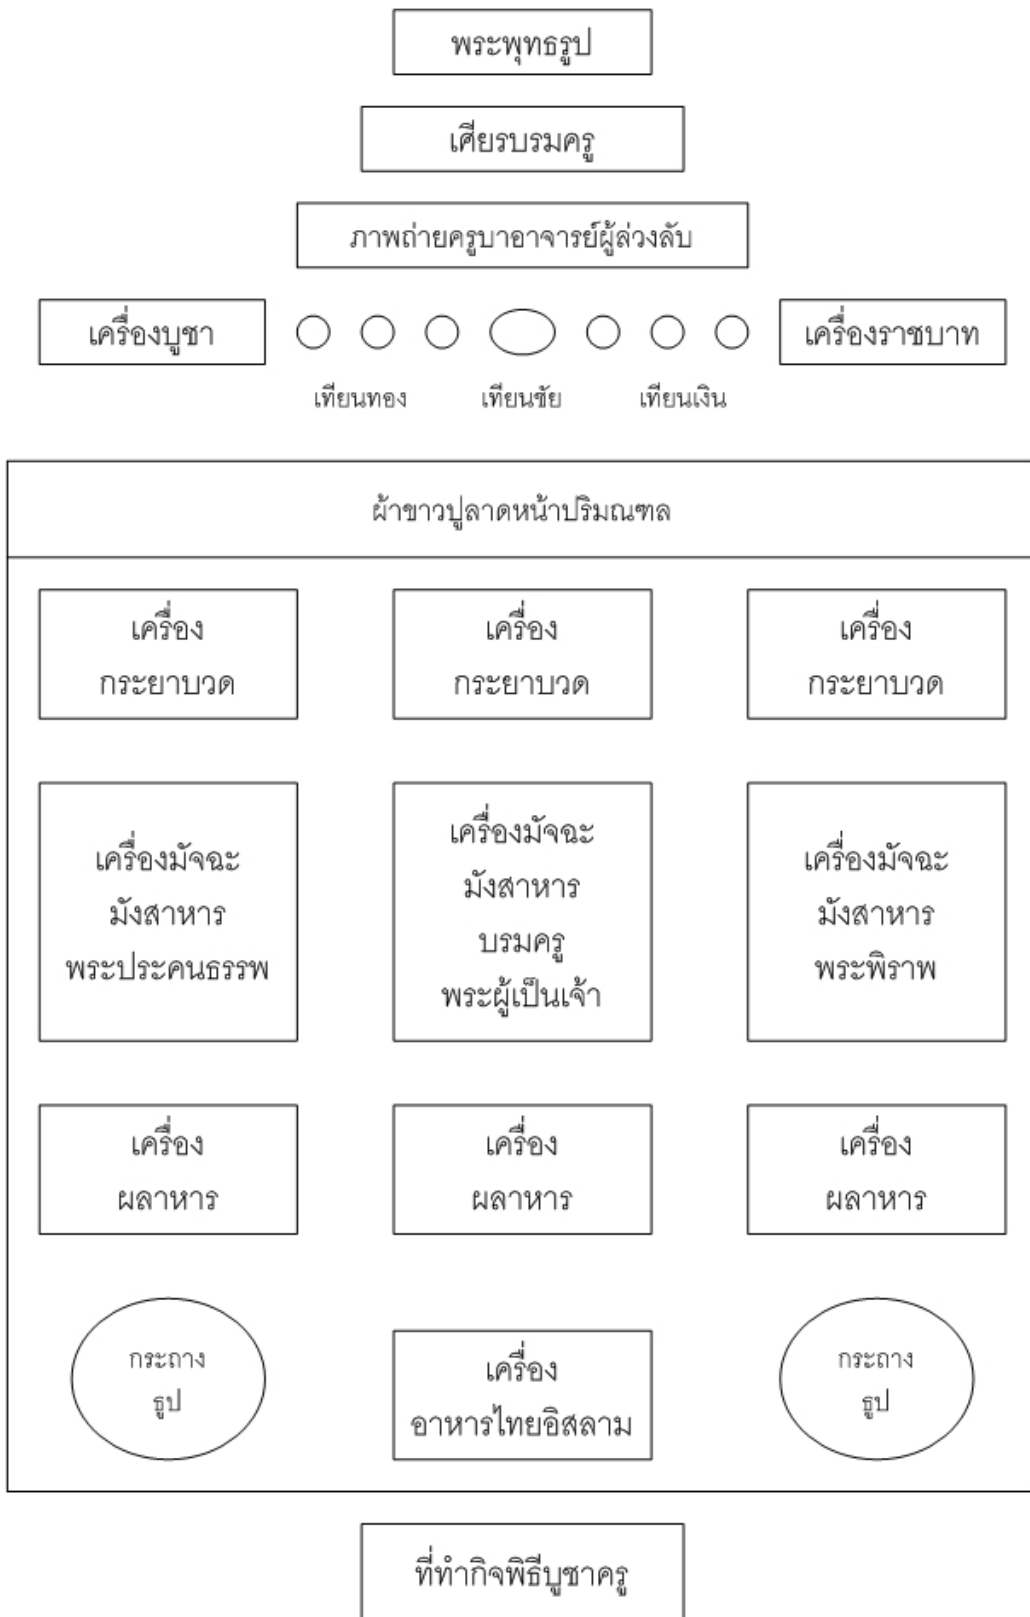 พระพุทธรูป
เศียรบรมครู
ภาพถ่ายครูบาอาจารย์ผู้ล่วงลับ
เครื่องบูชา เครื่องราชบาท
เทียนทอง เทียนชัย เทียนเงิน
ผ้าขาวปูลาดหน้าปริมณฑล
เครื่อง
กระยาบวด
เครื่อง
กระยาบวด
เครื่อง
กระยาบวด
เครื่องมัจฉะ
มังสาหาร
พระประคนธรรพ
เครื่องมัจฉะ
มังสาหาร
บรมครู
พระผู้เป็นเจ้า
เครื่องมัจฉะ
มังสาหาร
พระพิราพ
เครื่อง
ผลาหาร
เครื่อง
ผลาหาร
เครื่อง
ผลาหาร
กระถาง
ธูป
เครื่อง
อาหารไทยอิสลาม
กระถาง
ธูป
ที่ทำกิจพิธีบูชาครู